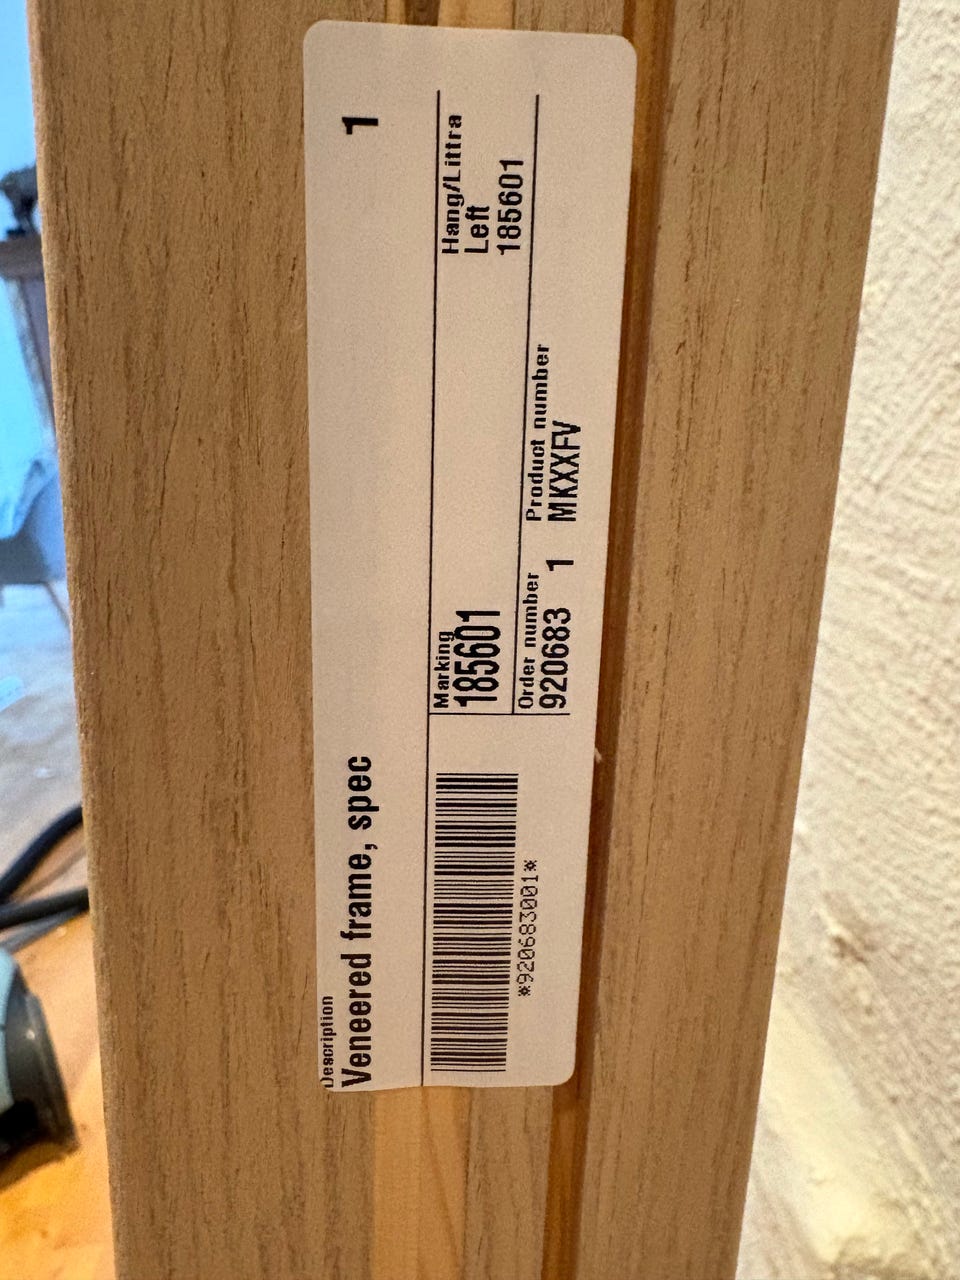 Description
Veneered frame, spec 1
Marking
185601
Hang/Littra
Left
185601
Order number
920683 1
Product number
MKXXFV
*920683001*